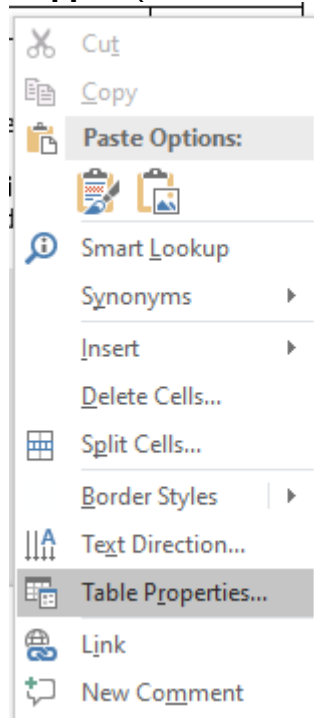 Cut
Copy
Paste Options:
Smart Lookup
Synonyms
Insert
Delete Cells...
Split Cells...
Border Styles
Text Direction...
Table Properties...
Link
New Comment